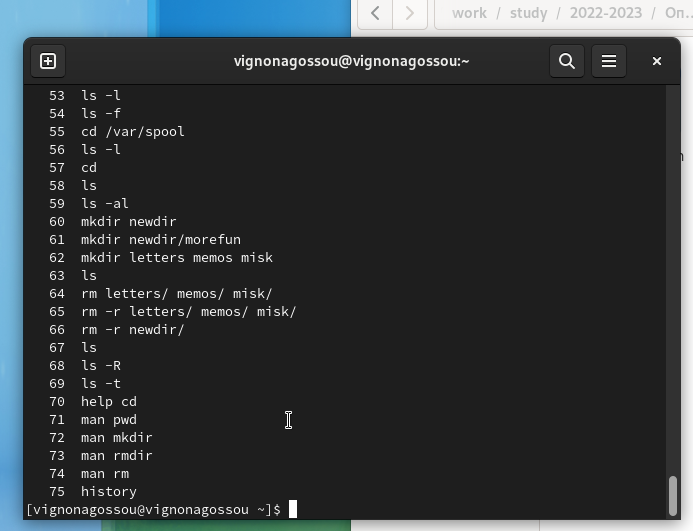 work / study / 2022-2023 / On...
vignonagossou@vignonagossou:~
53 ls -l
54 ls -f
55 cd /var/spool
56 ls -l
57 cd
58 ls
59 ls -al
60 mkdir newdir
61 mkdir newdir/morefun
62 mkdir letters memos misk
63 ls
64 rm letters/ memos/ misk/
65 rm -r letters/ memos/ misk/
66 rm -r newdir/
67 ls
68 ls -R
69 ls -t
70 help cd
71 man pwd
72 man mkdir
73 man rmdir
74 man rm
75 history
[vignonagossou@vignonagossou ~]$